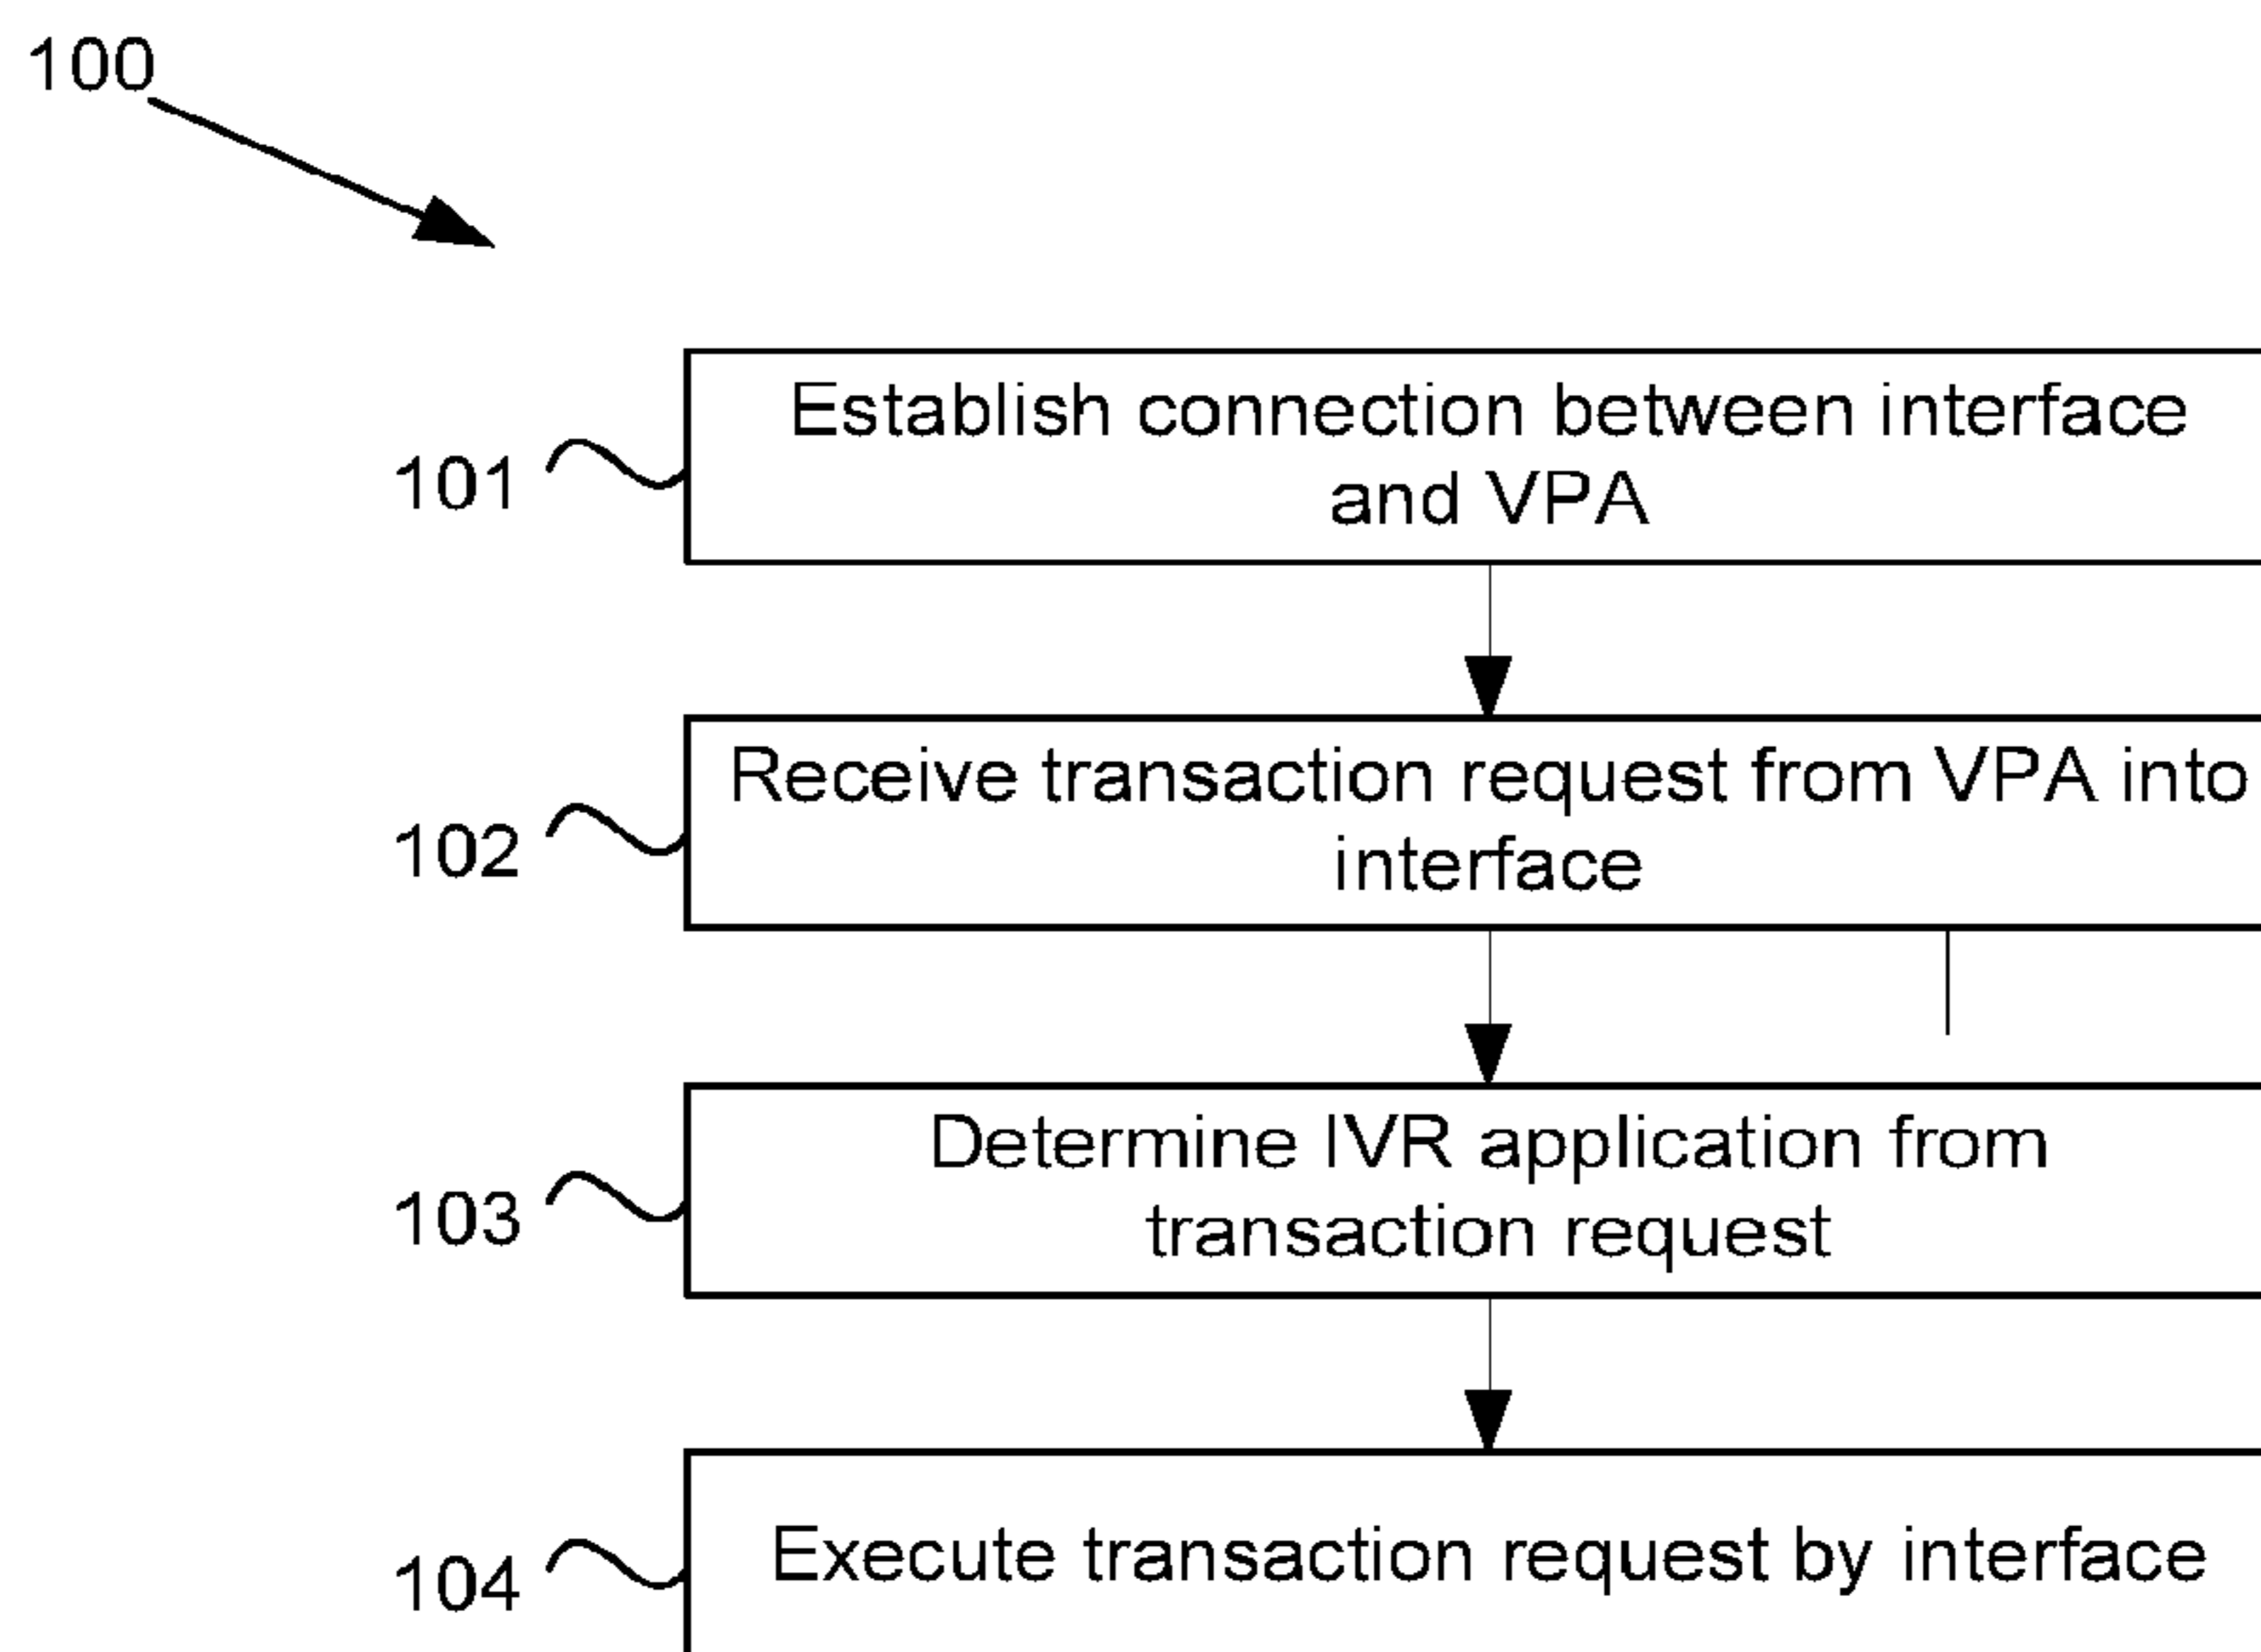 100
Establish connection between interface
and VPA
101
Receive transaction request from VPA into
interface
102
Determine IVR application from
transaction request
103
Execute transaction request by interface
104